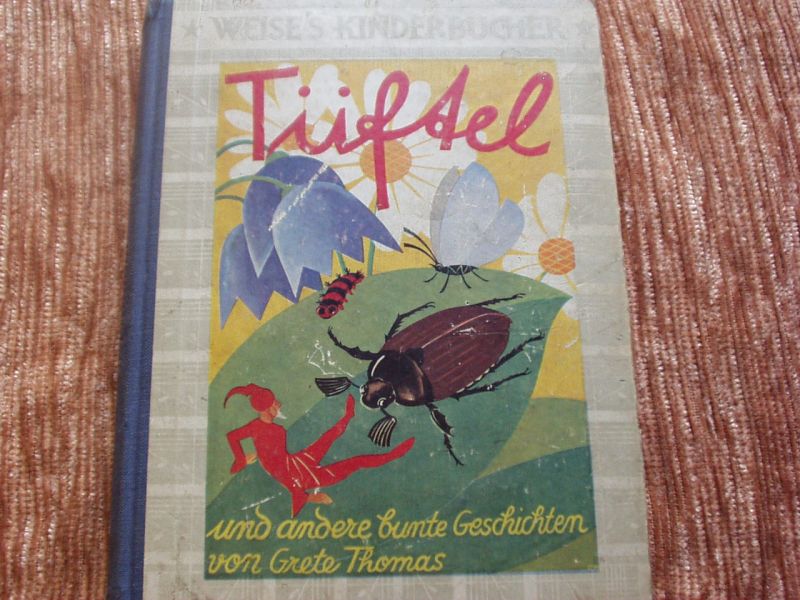 ★ WEISE'S KINDERBÜCHER ★
Tüftel
und andere bunte Geschichten
von Grete Thomas